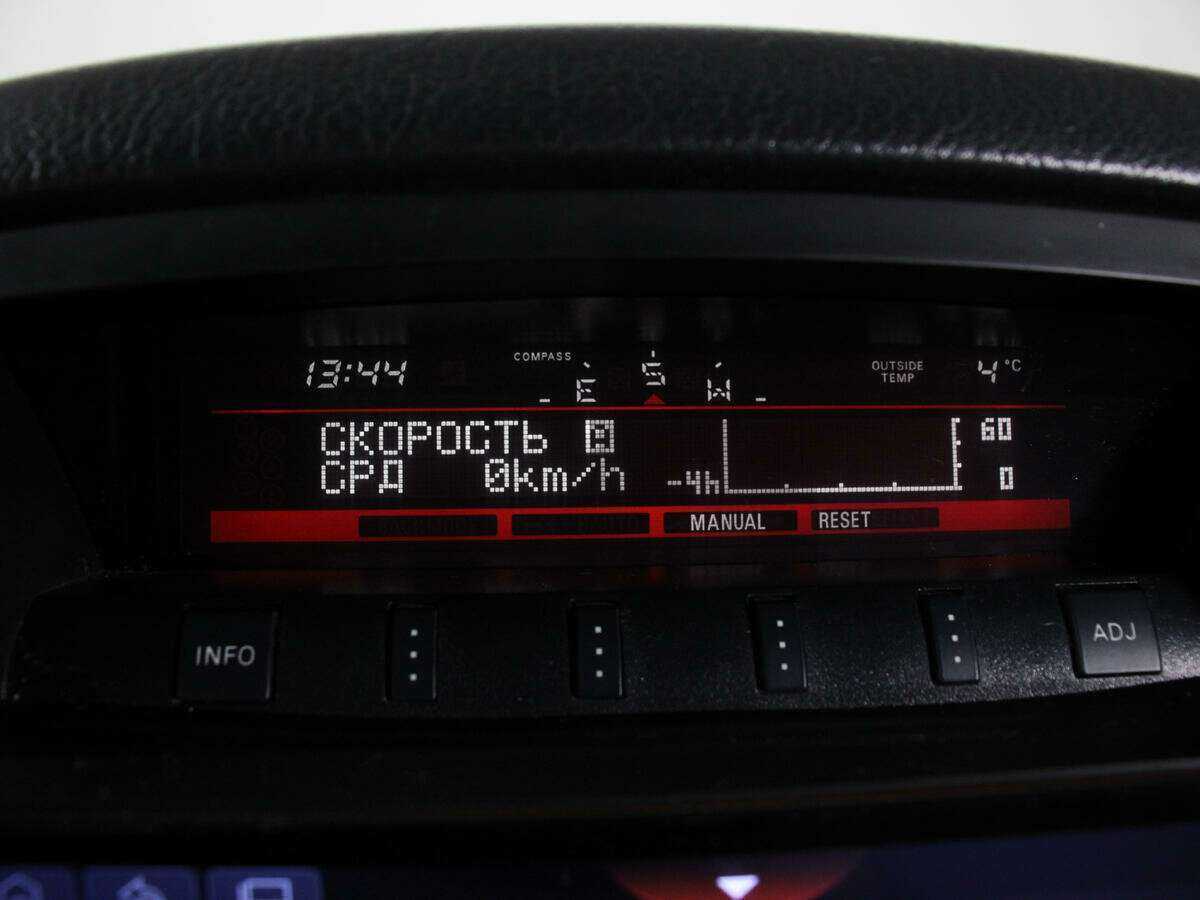 13:44 COMPASS E S W OUTSIDE TEMP 4°C
СКОРОСТЬ A 60
СРД 0km/h -4h 0
MANUAL RESET
INFO ADJ